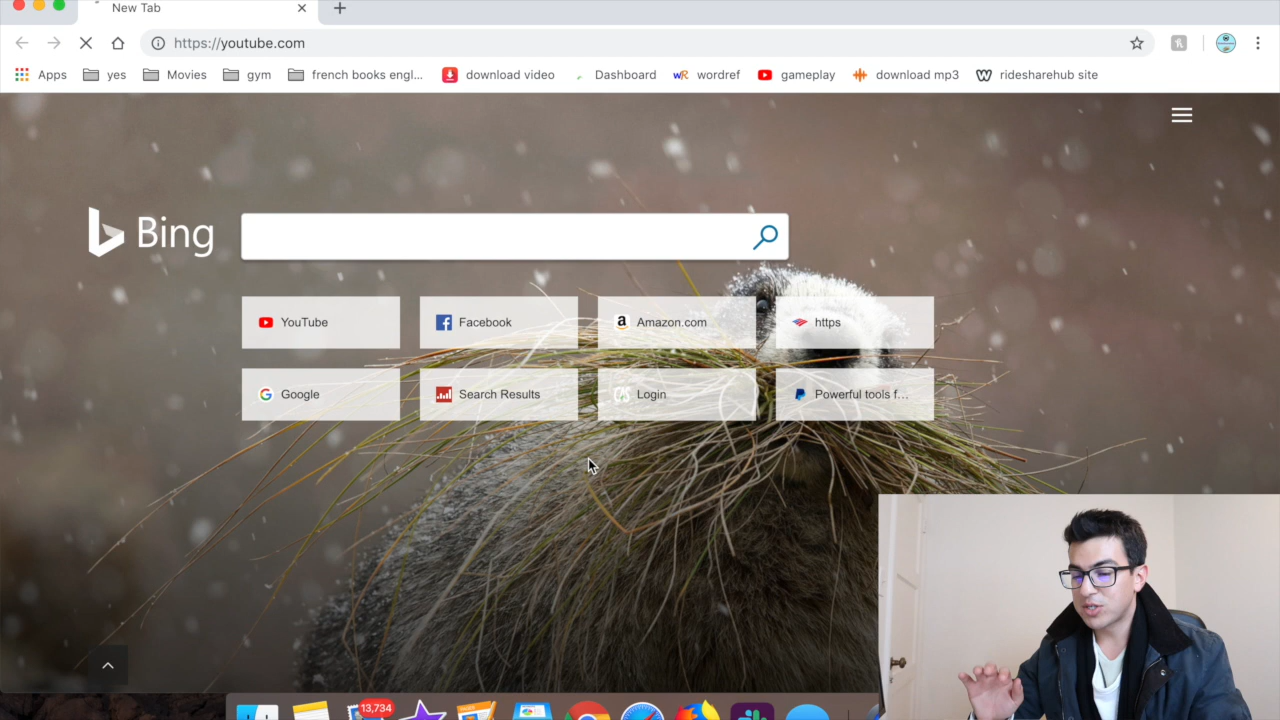 New Tab
https://youtube.com
Apps yes Movies gym french books engl... download video Dashboard wordref gameplay download mp3 ridesharehub site
Bing
YouTube Facebook Amazon.com https
Google Search Results Login Powerful tools f...
13,734